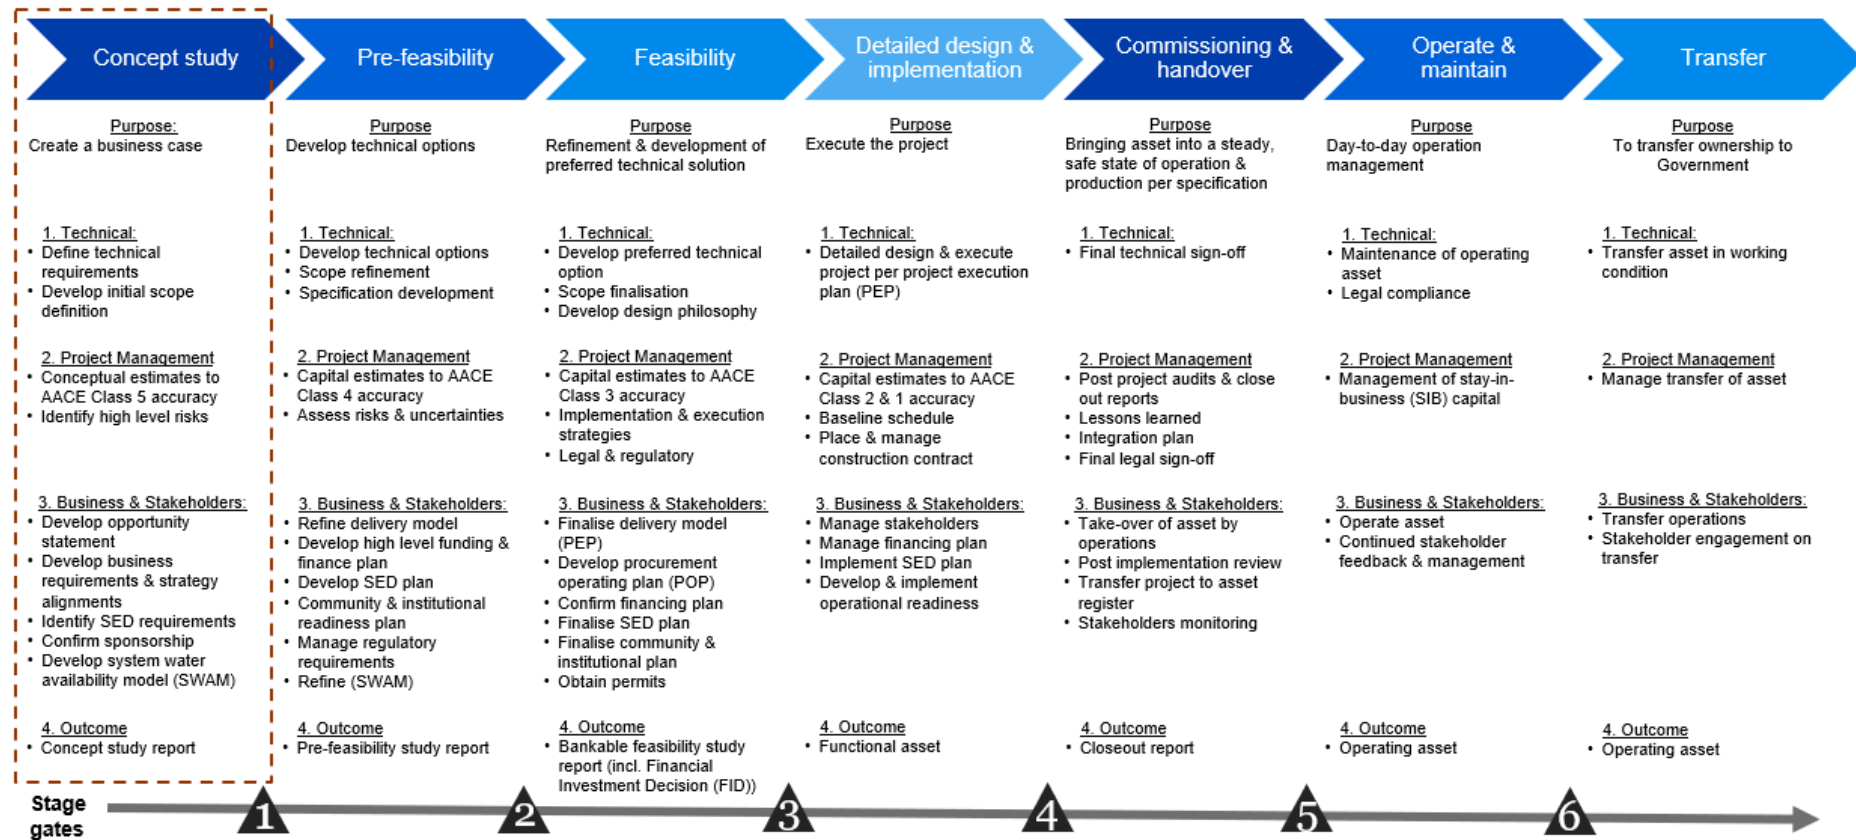 Concept study
Pre-feasibility
Feasibility
Detailed design &
implementation
Commissioning &
handover
Operate &
maintain
Transfer
Purpose:
Create a business case
1. Technical:
• Define technical
requirements
• Develop initial scope
definition
2. Project Management
• Conceptual estimates to
AACE Class 5 accuracy
• Identify high level risks
3. Business & Stakeholders:
• Develop opportunity
statement
• Develop business
requirements & strategy
alignments
• Identify SED requirements
• Confirm sponsorship
• Develop system water
availability model (SWAM)
4. Outcome
• Concept study report
Purpose
Develop technical options
1. Technical:
• Develop technical options
• Scope refinement
• Specification development
2. Project Management
• Capital estimates to AACE
Class 4 accuracy
• Assess risks & uncertainties
3. Business & Stakeholders:
• Refine delivery model
• Develop high level funding &
finance plan
• Develop SED plan
• Community & institutional
readiness plan
• Manage regulatory
requirements
• Refine (SWAM)
4. Outcome
• Pre-feasibility study report
Purpose
Refinement & development of
preferred technical solution
1. Technical:
• Develop preferred technical
option
• Scope finalisation
• Develop design philosophy
2. Project Management
• Capital estimates to AACE
Class 3 accuracy
• Implementation & execution
strategies
• Legal & regulatory
3. Business & Stakeholders:
• Finalise delivery model
(PEP)
• Develop procurement
operating plan (POP)
• Confirm financing plan
• Finalise SED plan
• Finalise community &
institutional plan
• Obtain permits
4. Outcome
• Bankable feasibility study
report (incl. Financial
Investment Decision (FID))
Purpose
Execute the project
1. Technical:
• Detailed design & execute
project per project execution
plan (PEP)
2. Project Management
• Capital estimates to AACE
Class 2 & 1 accuracy
• Baseline schedule
• Place & manage
construction contract
3. Business & Stakeholders:
• Manage stakeholders
• Manage financing plan
• Implement SED plan
• Develop & implement
operational readiness
4. Outcome
• Functional asset
Purpose
Bringing asset into a steady,
safe state of operation &
production per specification
1. Technical:
• Final technical sign-off
2. Project Management
• Post project audits & close
out reports
• Lessons learned
• Integration plan
• Final legal sign-off
3. Business & Stakeholders:
• Take-over of asset by
operations
• Post implementation review
• Transfer project to asset
register
• Stakeholders monitoring
4. Outcome
• Closeout report
Purpose
Day-to-day operation
management
1. Technical:
• Maintenance of operating
asset
• Legal compliance
2. Project Management
• Management of stay-in-
business (SIB) capital
3. Business & Stakeholders:
• Operate asset
• Continued stakeholder
feedback & management
4. Outcome
• Operating asset
Purpose
To transfer ownership to
Government
1. Technical:
• Transfer asset in working
condition
2. Project Management
• Manage transfer of asset
3. Business & Stakeholders:
• Transfer operations
• Stakeholder engagement on
transfer
4. Outcome
• Operating asset
Stage
gates
1
2
3
4
5
6